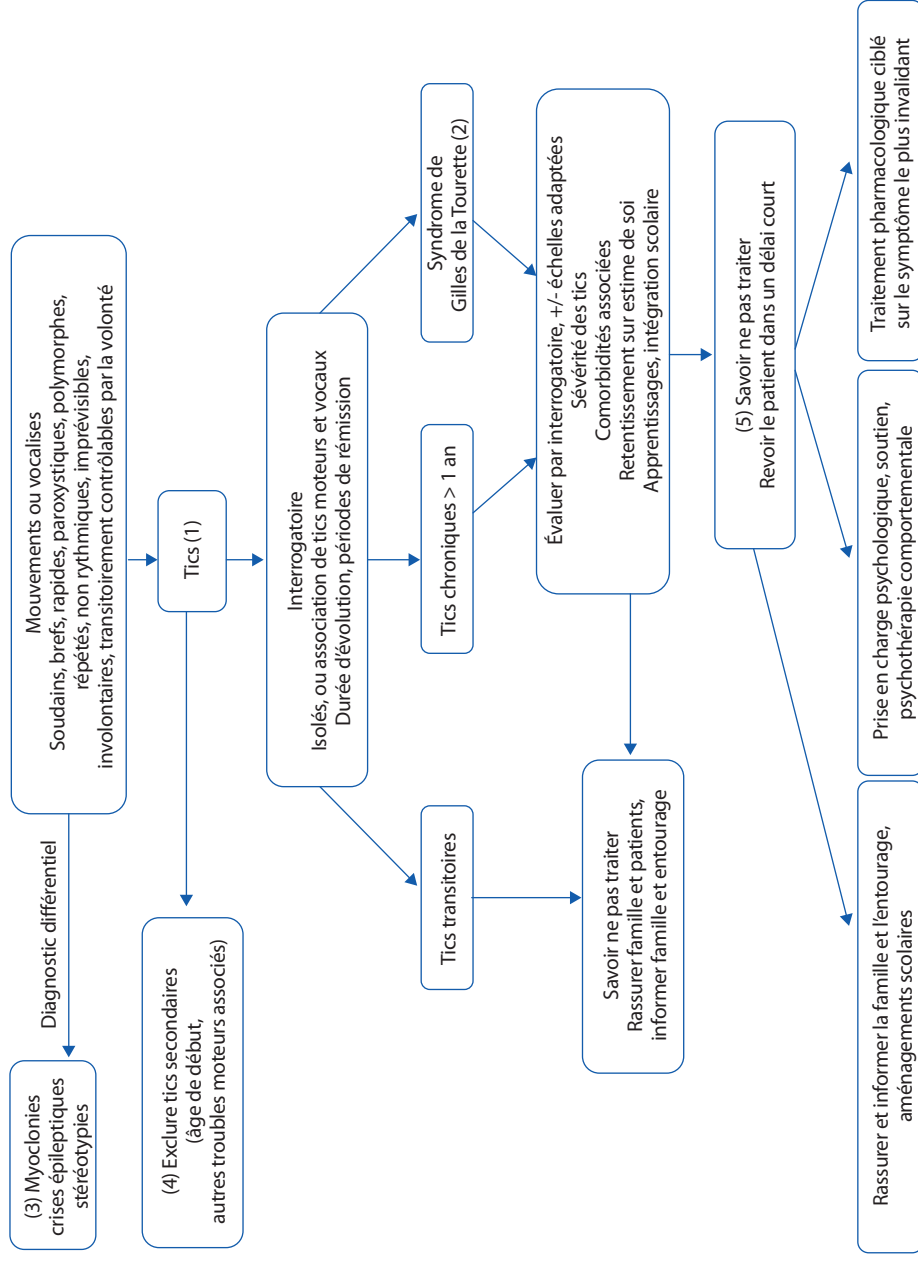 Mouvements ou vocalises
Soudains, brefs, rapides, paroxystiques, polymorphes,
répétés, non rythmiques, imprévisibles,
involontaires, transitoirement contrôlables par la volonté
Diagnostic différentiel
(3) Myoclonies
crises épileptiques
stéréotypies
Tics (1)
(4) Exclure tics secondaires
(âge de début,
autres troubles moteurs associés)
Interrogatoire
Isolés, ou association de tics moteurs et vocaux
Durée d’évolution, périodes de rémission
Tics transitoires
Tics chroniques > 1 an
Syndrome de
Gilles de la Tourette (2)
Évaluer par interrogatoire, +/- échelles adaptées
Sévérité des tics
Comorbidités associées
Retentissement sur estime de soi
Apprentissages, intégration scolaire
Savoir ne pas traiter
Rassurer famille et patients,
informer famille et entourage
(5) Savoir ne pas traiter
Revoir le patient dans un délai court
Rassurer et informer la famille et l’entourage,
aménagements scolaires
Prise en charge psychologique, soutien,
psychothérapie comportementale
Traitement pharmacologique ciblé
sur le symptôme le plus invalidant